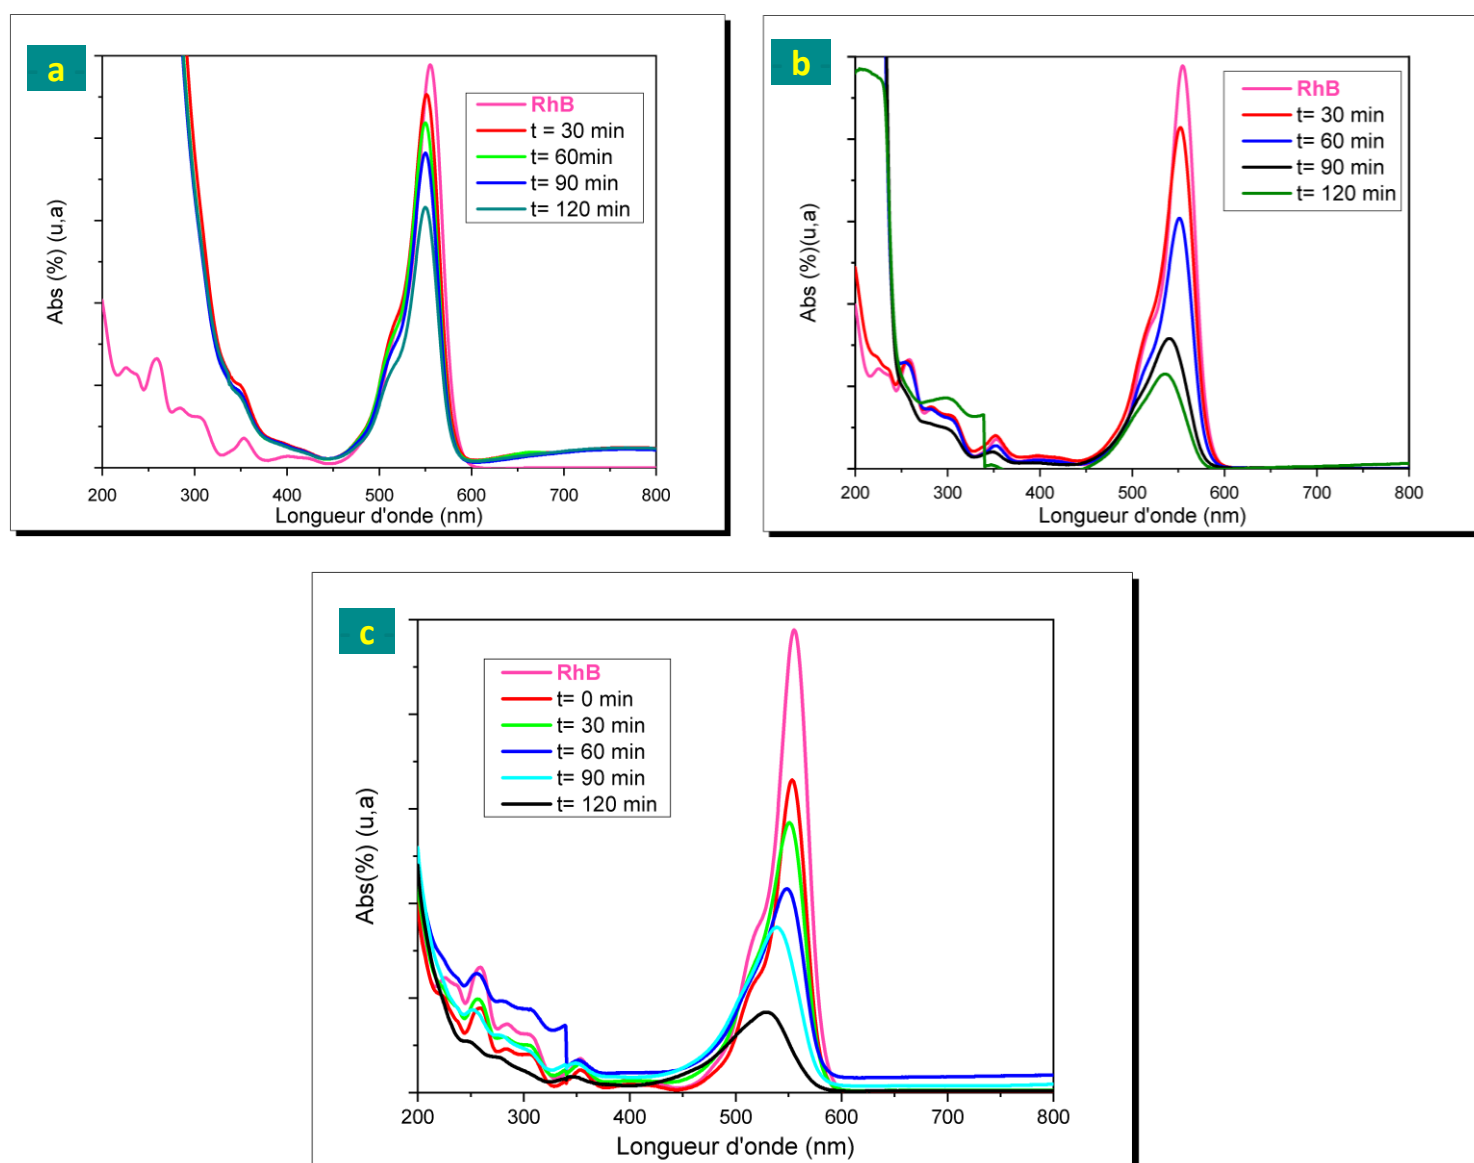 a
RhB
t = 30 min
t= 60min
t= 90 min
t= 120 min
Abs (%) (u,a)
200 300 400 500 600 700 800
Longueur d'onde (nm)
b
RhB
t= 30 min
t= 60 min
t= 90 min
t= 120 min
Abs (%)(u,a)
200 300 400 500 600 700 800
Longueur d'onde (nm)
c
RhB
t= 0 min
t= 30 min
t= 60 min
t= 90 min
t= 120 min
Abs(%) (u,a)
200 300 400 500 600 700 800
Longueur d'onde (nm)